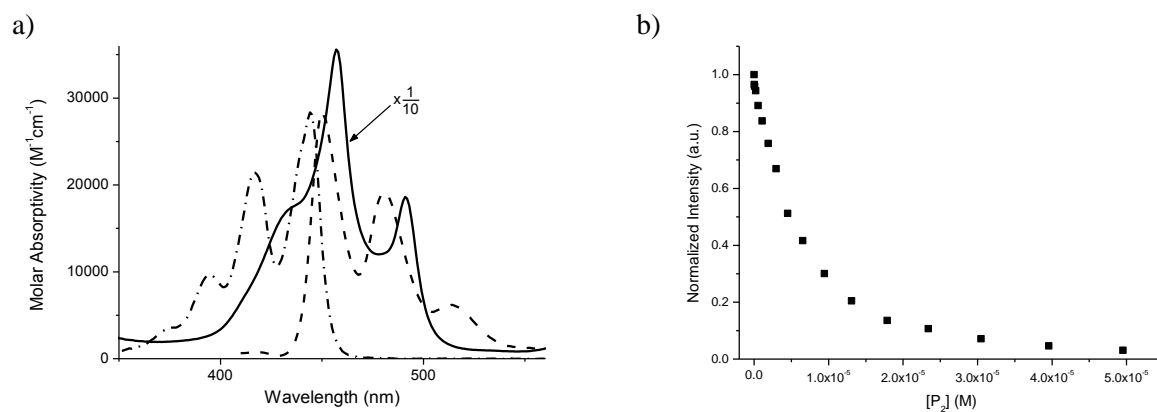 a)
b)
Molar Absorptivity (M⁻¹cm⁻¹)
30000
20000
10000
0
400
500
Wavelength (nm)
x 1/10
Normalized Intensity (a.u.)
1.0
0.8
0.6
0.4
0.2
0.0
0.0
1.0x10⁻⁵
2.0x10⁻⁵
3.0x10⁻⁵
4.0x10⁻⁵
5.0x10⁻⁵
[P₂] (M)